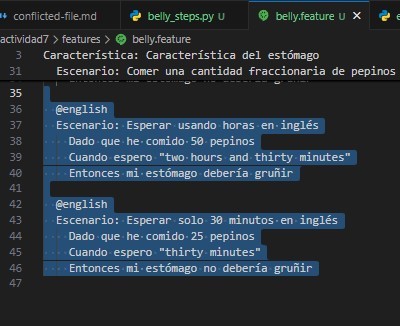 conflicted-file.md
belly_steps.py U
belly.feature U
e
actividad7 > features > belly.feature
3 Característica: Característica del estómago
31 Escenario: Comer una cantidad fraccionaria de pepinos
35
36 @english
37 Escenario: Esperar usando horas en inglés
38 Dado que he comido 50 pepinos
39 Cuando espero "two hours and thirty minutes"
40 Entonces mi estómago debería gruñir
41
42 @english
43 Escenario: Esperar solo 30 minutos en inglés
44 Dado que he comido 25 pepinos
45 Cuando espero "thirty minutes"
46 Entonces mi estómago no debería gruñir
47